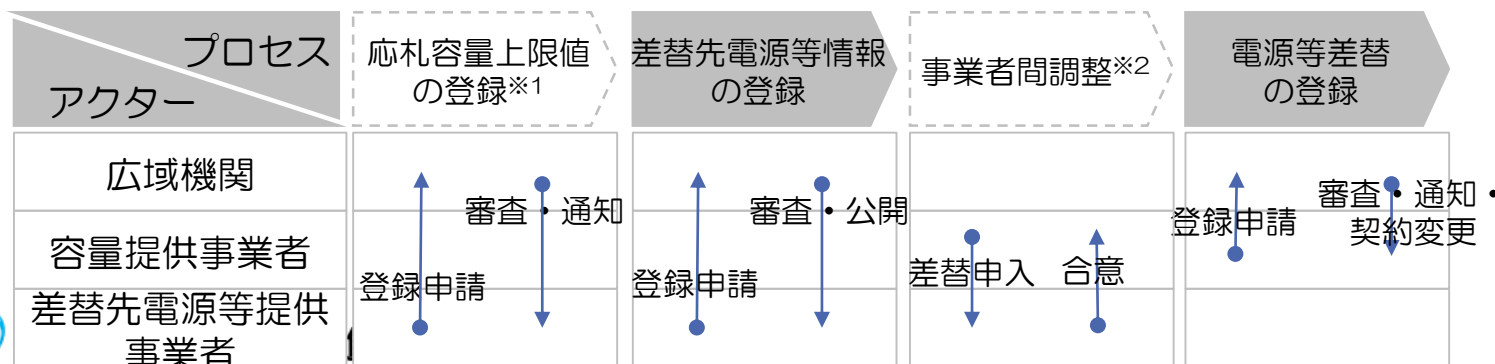 プロセス
アクター
応札容量上限値
の登録※1
差替先電源等情報
の登録
事業者間調整※2
電源等差替
の登録
広域機関
審査・通知
審査・公開
登録申請
審査・通知・
契約変更
容量提供事業者
登録申請
登録申請
差替申入
合意
差替先電源等提供
事業者